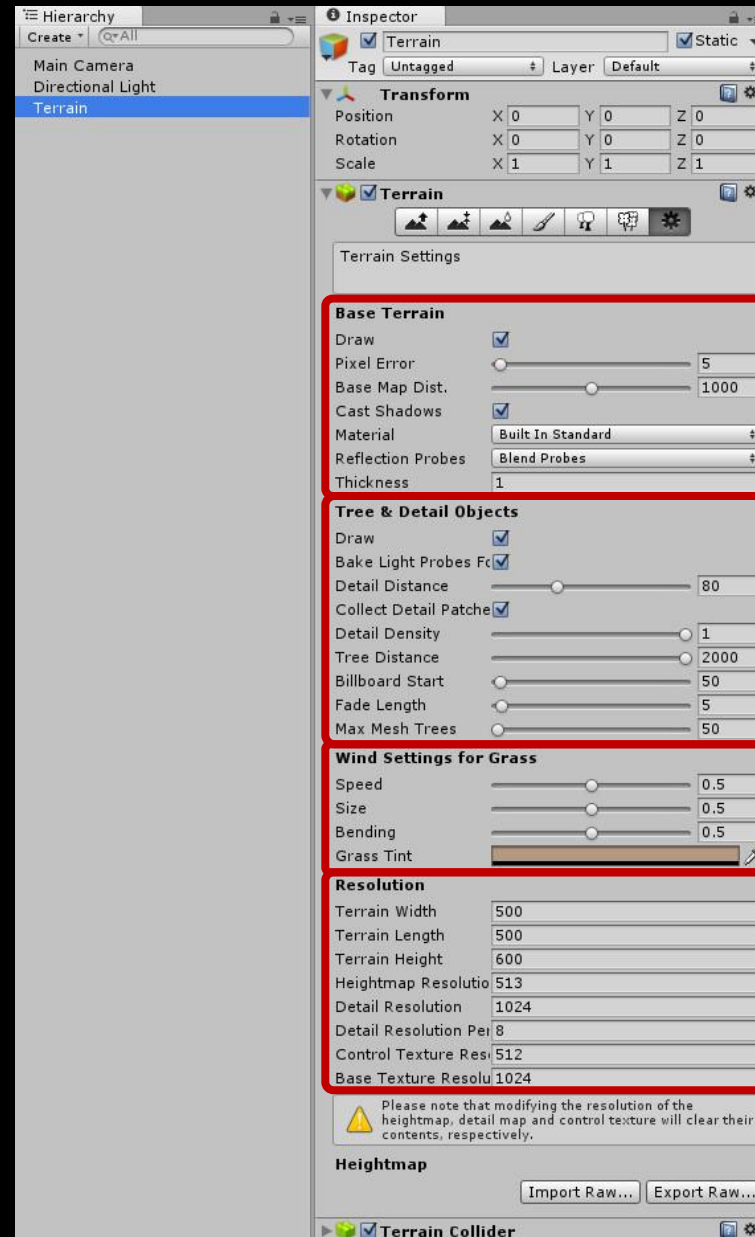 Hierarchy
Create
All
Main Camera
Directional Light
Terrain
Inspector
Terrain Static
Tag Untagged Layer Default
Transform
Position X 0 Y 0 Z 0
Rotation X 0 Y 0 Z 0
Scale X 1 Y 1 Z 1
Terrain
Terrain Settings
Base Terrain
Draw
Pixel Error 5
Base Map Dist. 1000
Cast Shadows
Material Built In Standard
Reflection Probes Blend Probes
Thickness 1
Tree & Detail Objects
Draw
Bake Light Probes Fo
Detail Distance 80
Collect Detail Patche
Detail Density 1
Tree Distance 2000
Billboard Start 50
Fade Length 5
Max Mesh Trees 50
Wind Settings for Grass
Speed 0.5
Size 0.5
Bending 0.5
Grass Tint
Resolution
Terrain Width 500
Terrain Length 500
Terrain Height 600
Heightmap Resolutio 513
Detail Resolution 1024
Detail Resolution Per 8
Control Texture Res 512
Base Texture Resolu 1024
Please note that modifying the resolution of the
heightmap, detail map and control texture will clear their
contents, respectively.
Heightmap
Import Raw... Export Raw...
Terrain Collider